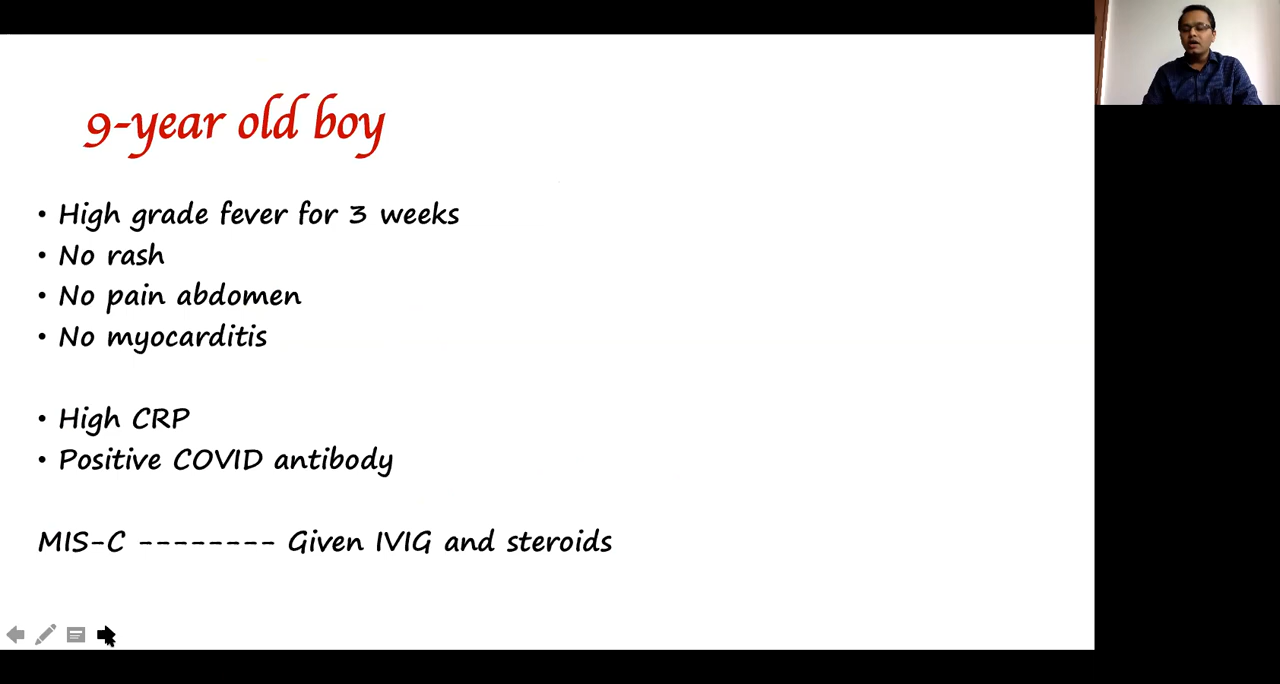 9-year old boy
• High grade fever for 3 weeks
• No rash
• No pain abdomen
• No myocarditis
• High CRP
• Positive COVID antibody
MIS-C -------- Given IVIG and steroids